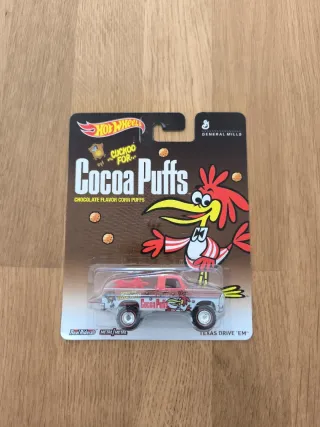 HOT WHEELS
GENERAL MILLS
CUCKOO
FOR...
Cocoa Puffs
CHOCOLATE FLAVOR CORN PUFFS
Cocoa Puffs
TEXAS DRIVE 'EM